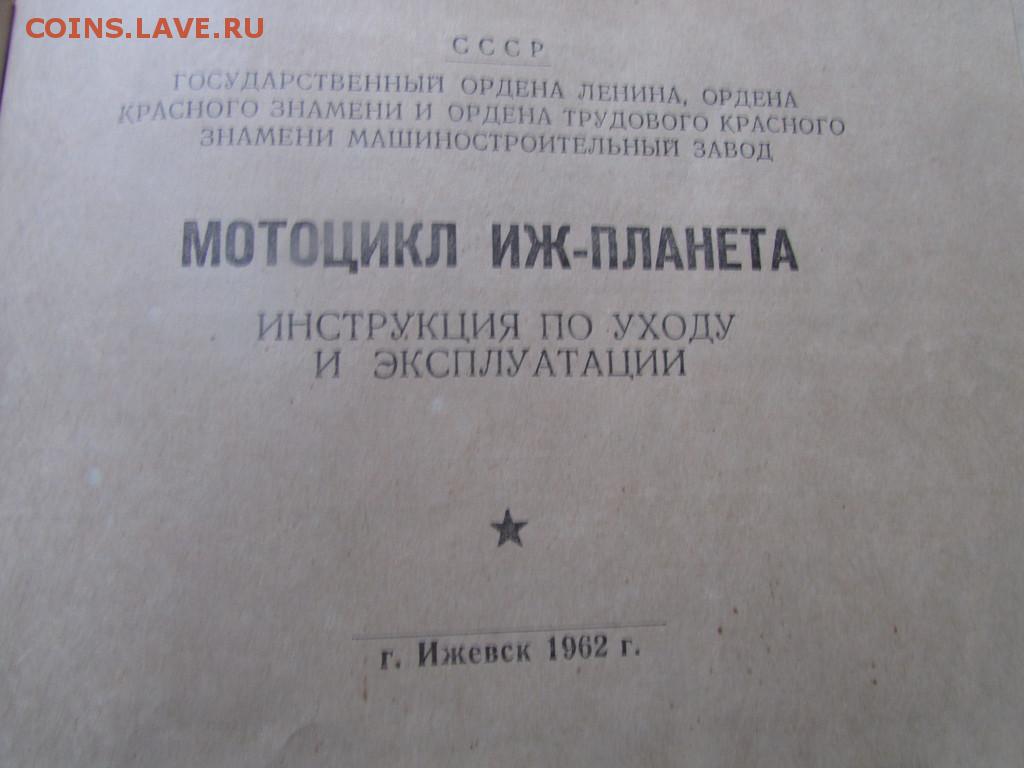 COINS.LAVE.RU
СССР
ГОСУДАРСТВЕННЫЙ ОРДЕНА ЛЕНИНА, ОРДЕНА
КРАСНОГО ЗНАМЕНИ И ОРДЕНА ТРУДОВОГО КРАСНОГО
ЗНАМЕНИ МАШИНОСТРОИТЕЛЬНЫЙ ЗАВОД
МОТОЦИКЛ ИЖ-ПЛАНЕТА
ИНСТРУКЦИЯ ПО УХОДУ
И ЭКСПЛУАТАЦИИ
г. Ижевск 1962 г.